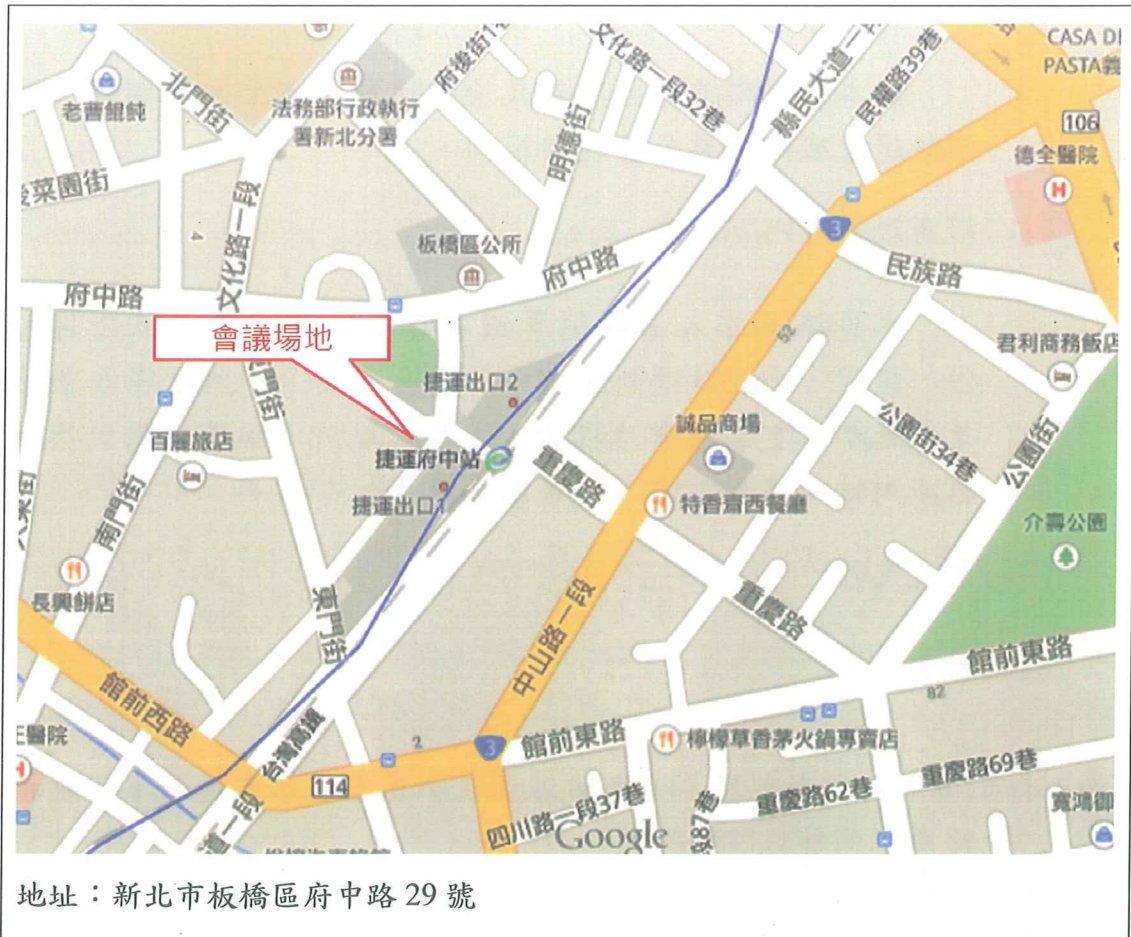 CASA DE
PASTA義
老曹餛飩
北門街
法務部行政執行
署新北分署
府後街1
文化路一段32巷
縣民大道一段
民權路39巷
106
德全醫院
後菜園街
文化路一段
4
明德街
板橋區公所
府中路
府中路
3
民族路
會議場地
52
君利商務飯店
捷運出口2
東門街
百麗旅店
捷運府中站
捷運出口1
誠品商場
重慶路
特香齋西餐廳
公園街34巷
公園街
介壽公園
南門街
長興餅店
東門街
中山路一段
重慶路
館前東路
82
館前西路
台灣高鐵
2
3
館前東路
檸檬草香茅火鍋專賣店
114
重慶路69巷
重慶路62巷
四川路一段37巷
段87巷
道一段
Google
地址：新北市板橋區府中路 29 號